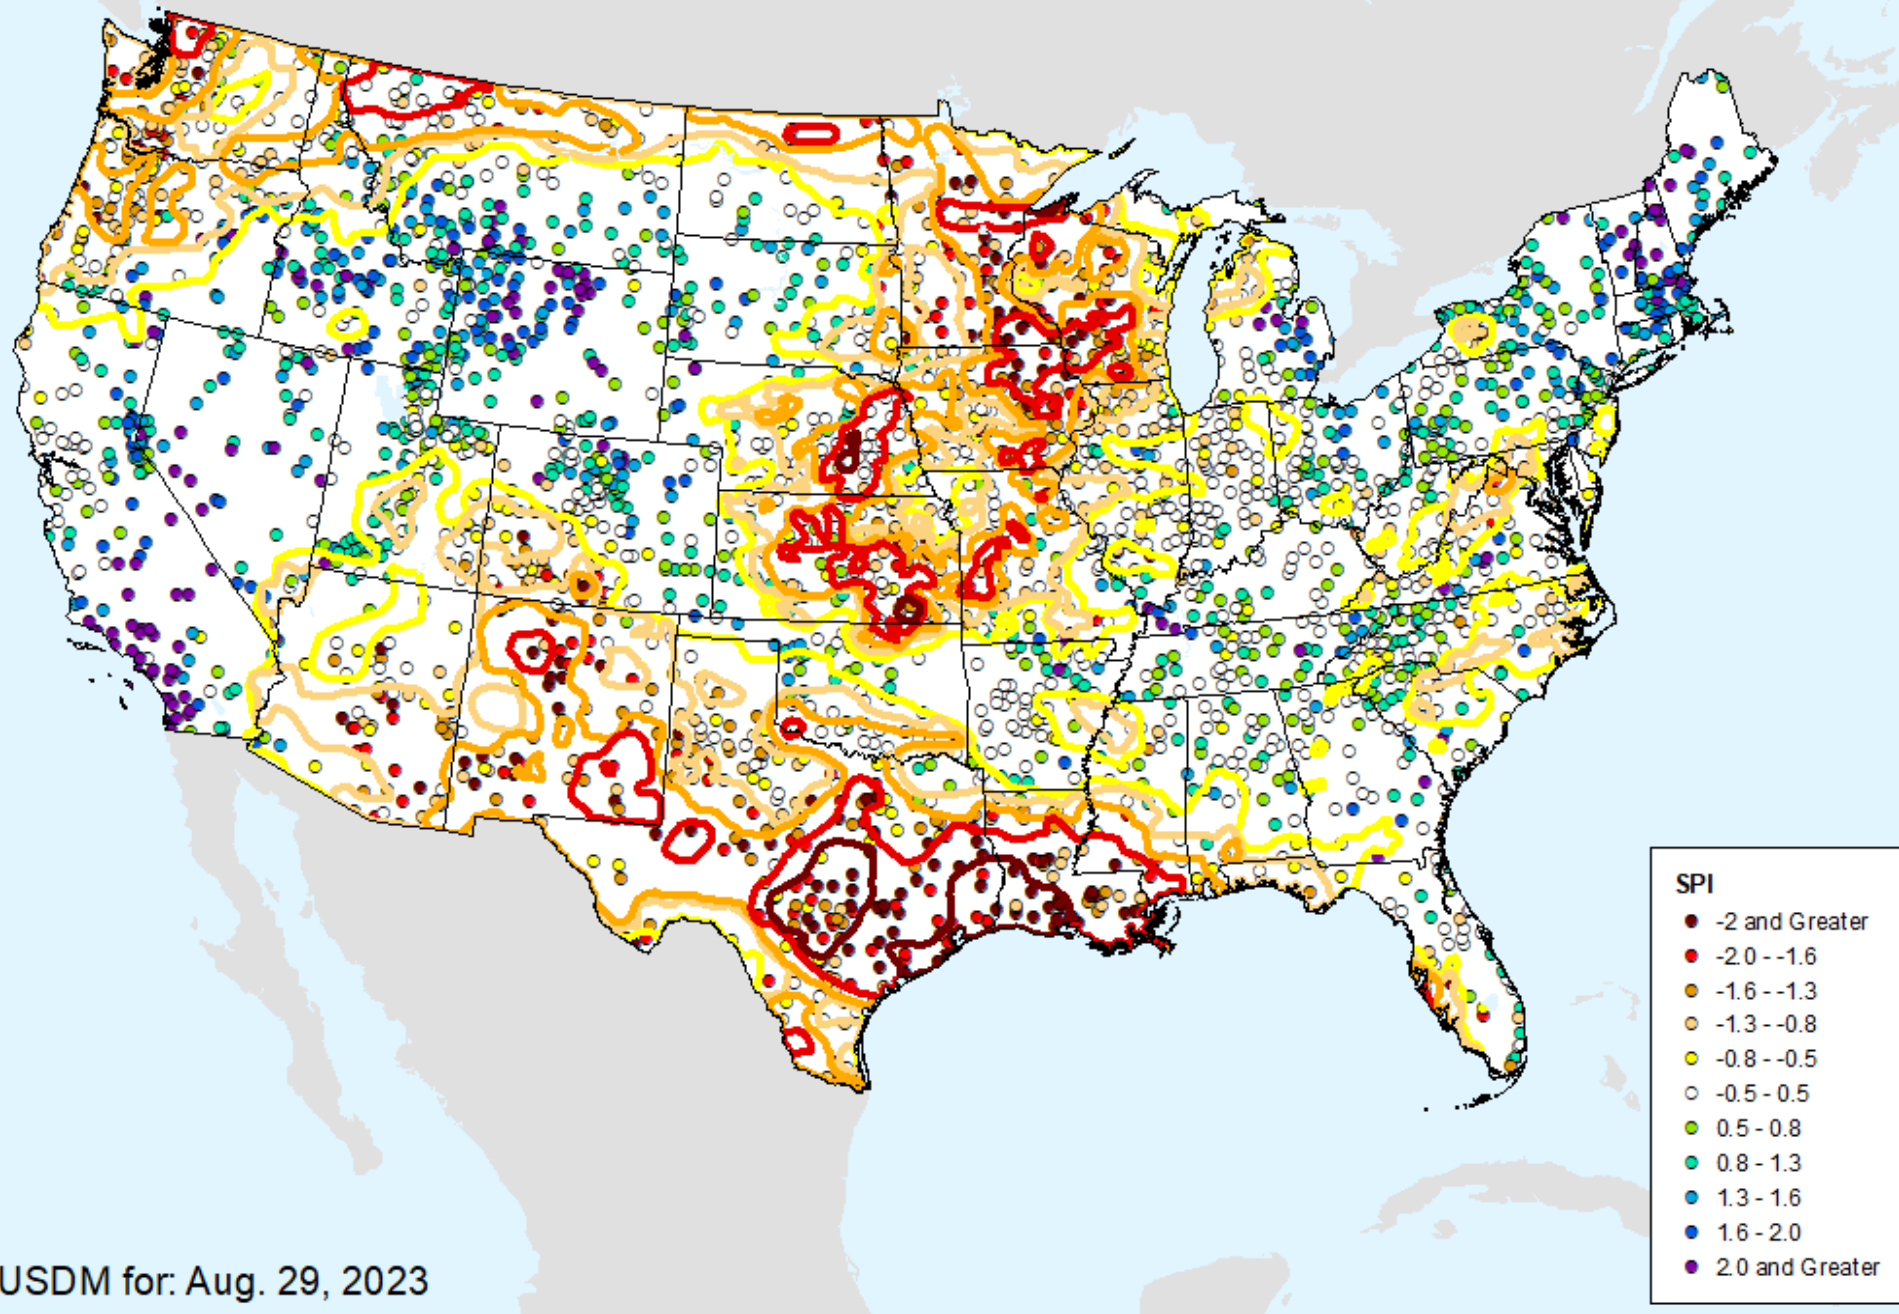 SPI
-2 and Greater
-2.0 - -1.6
-1.6 - -1.3
-1.3 - -0.8
-0.8 - -0.5
-0.5 - 0.5
0.5 - 0.8
0.8 - 1.3
1.3 - 1.6
1.6 - 2.0
2.0 and Greater
USDM for: Aug. 29, 2023